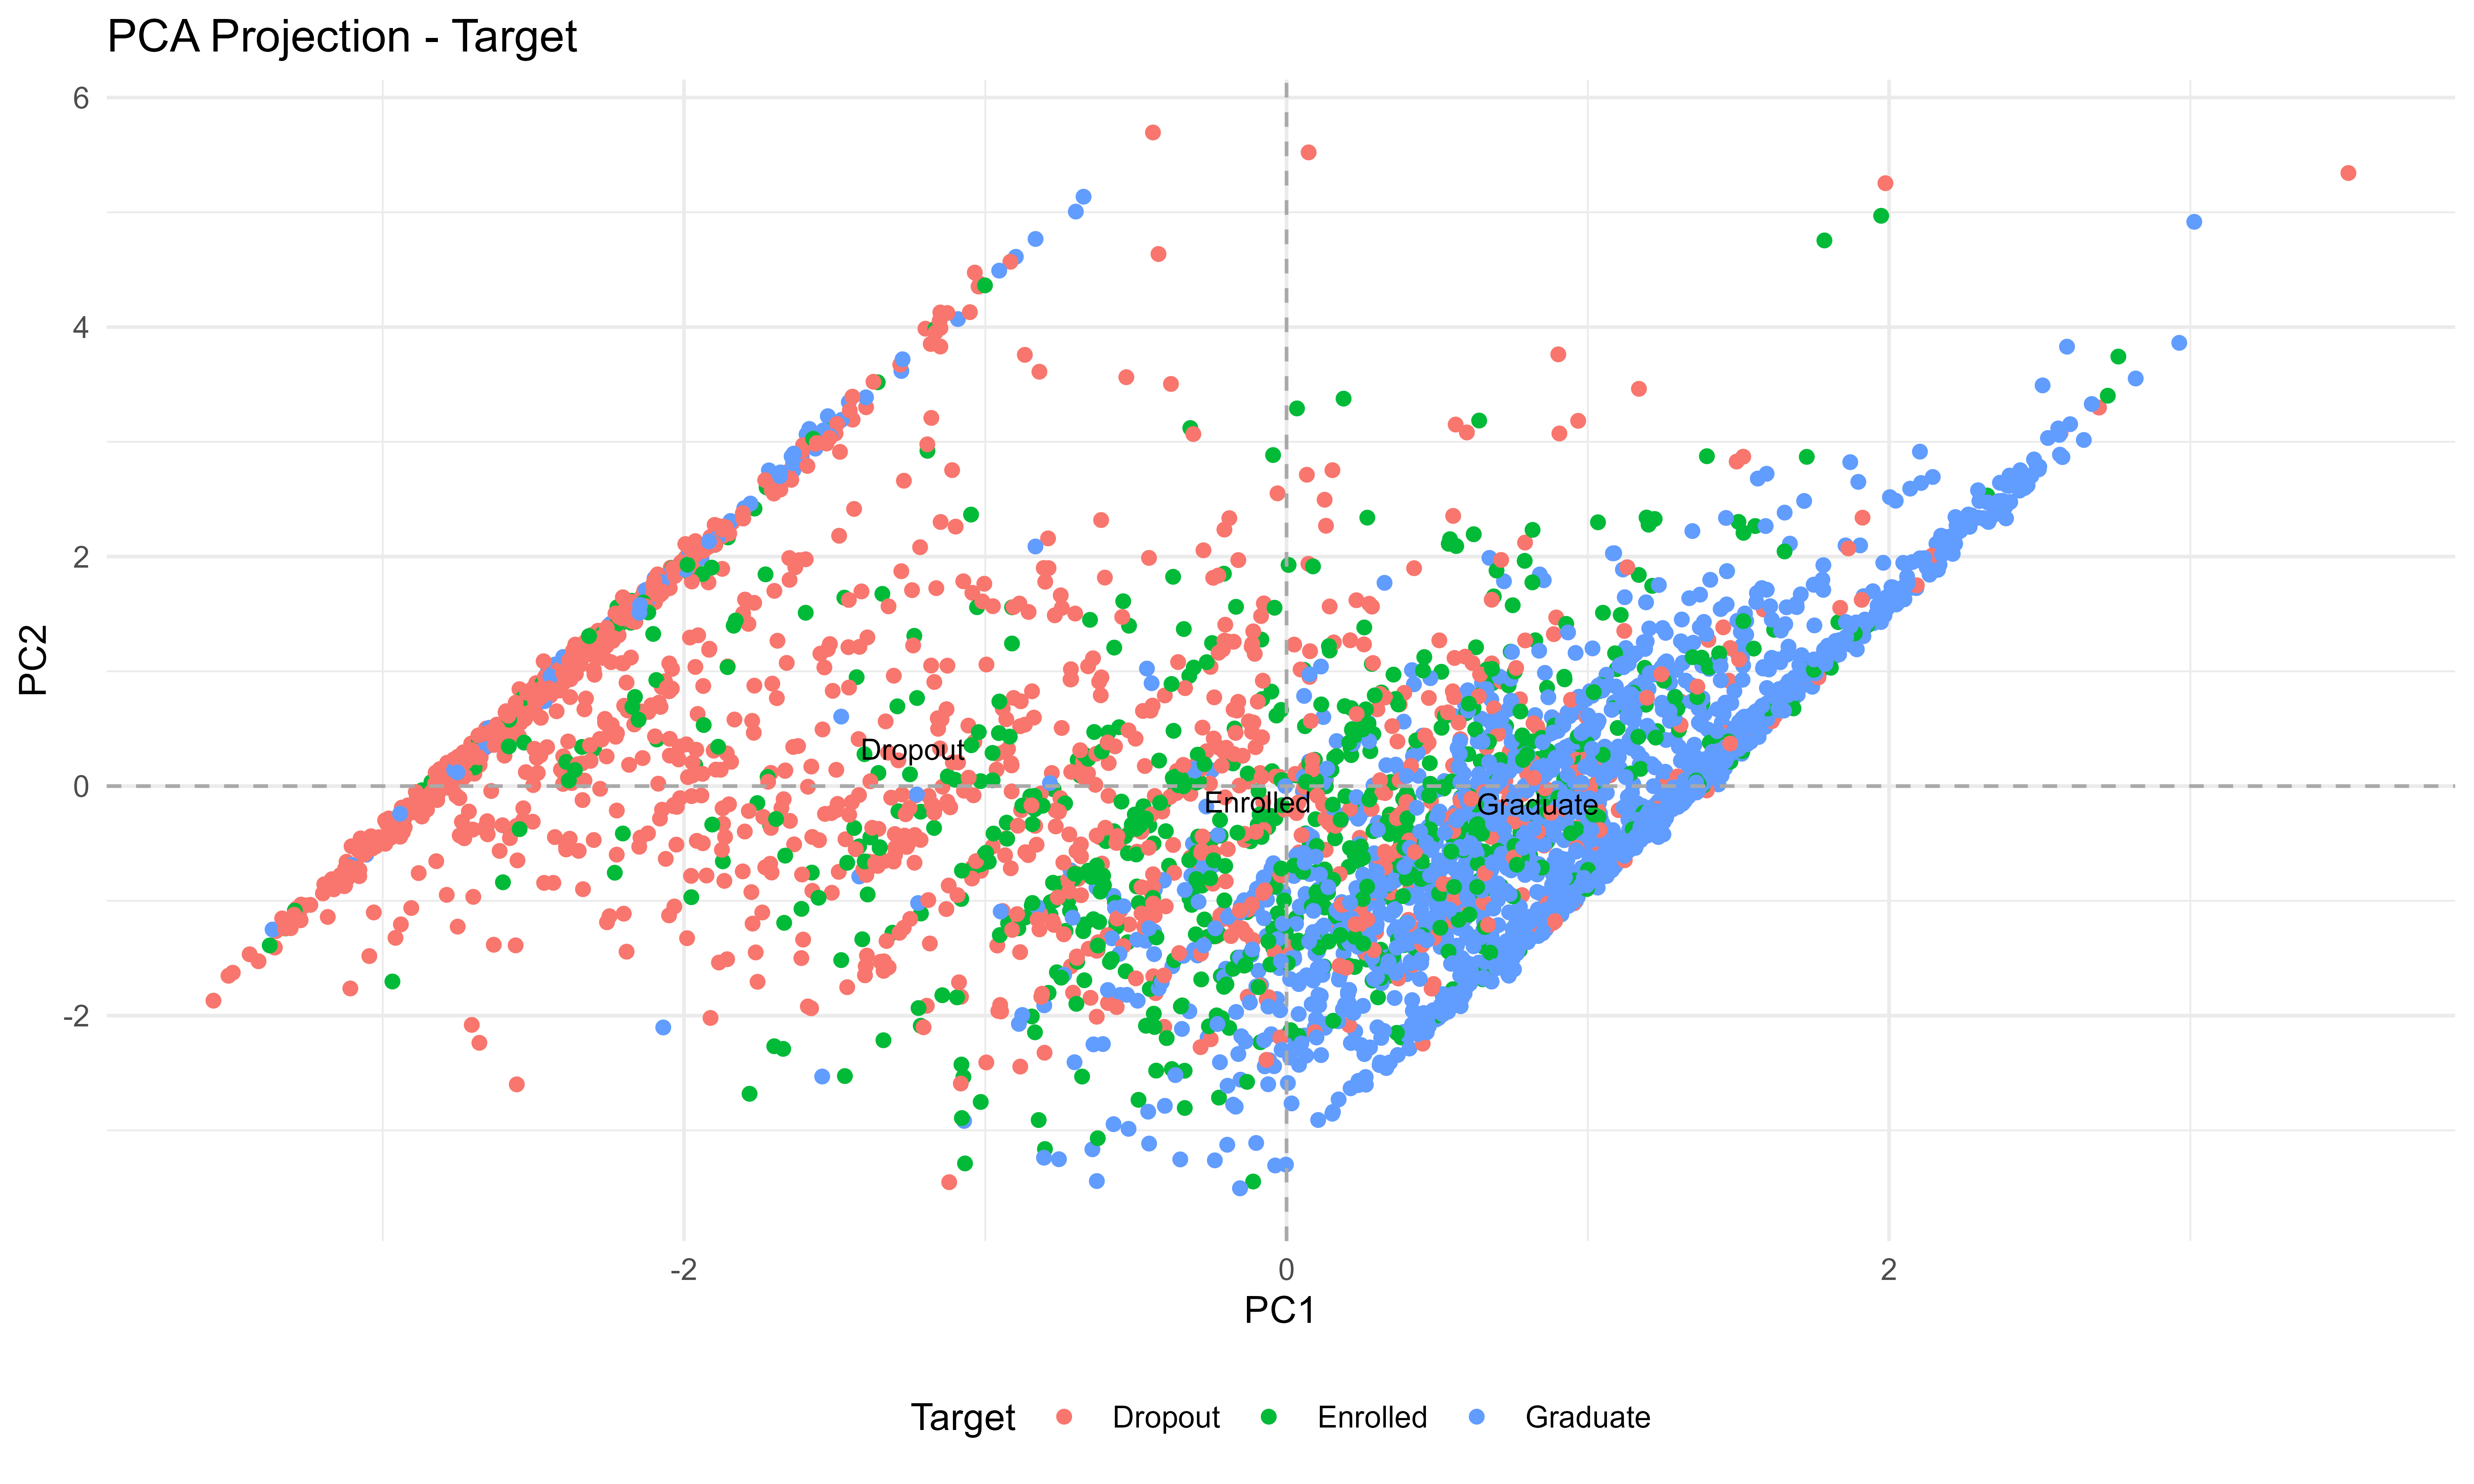 PCA Projection - Target
6
4
2
0
-2
PC2
Dropout
Enrolled
Graduate
-2
0
2
PC1
Target Dropout Enrolled Graduate